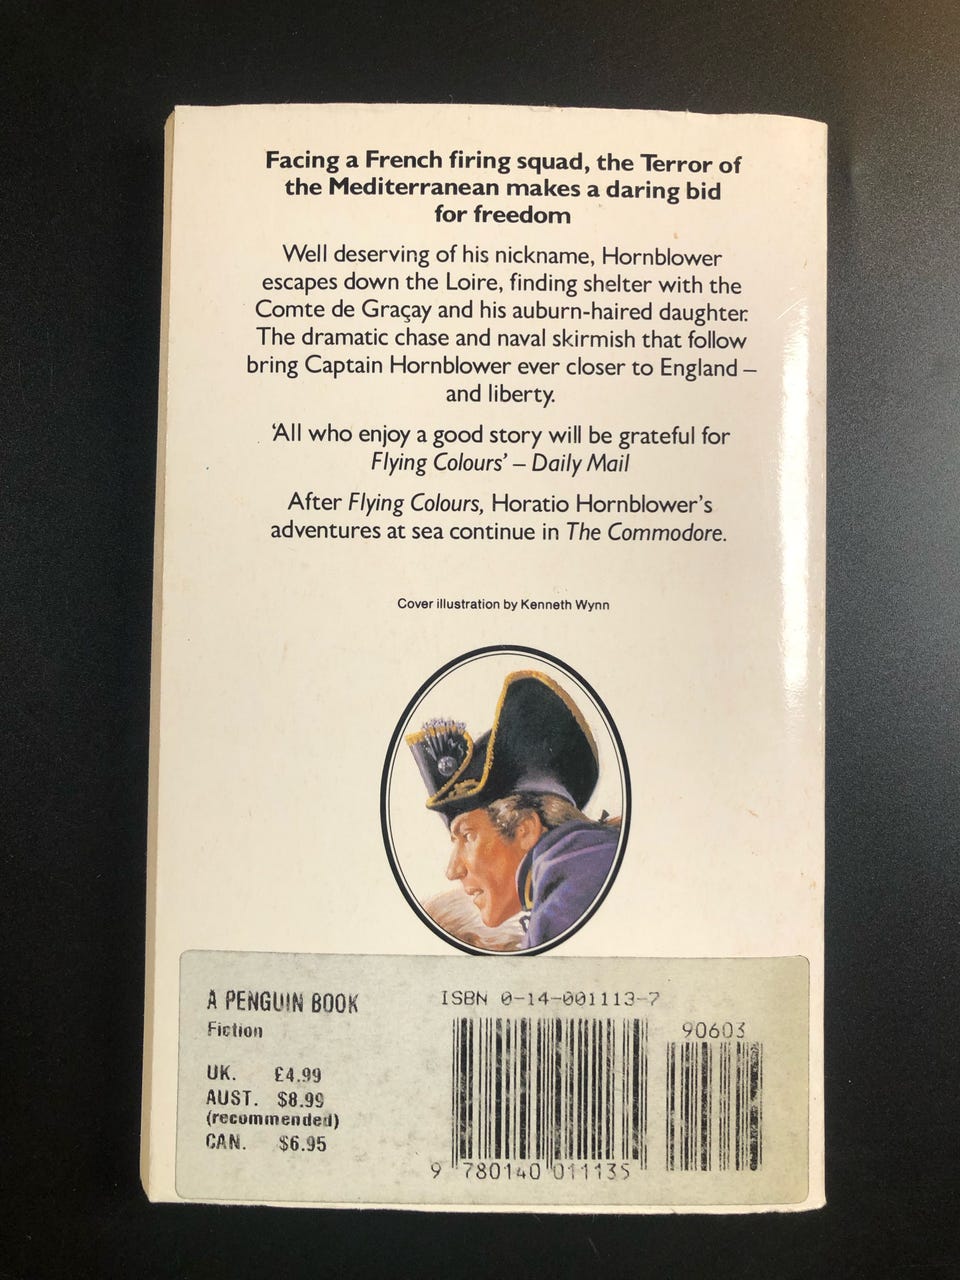 Facing a French firing squad, the Terror of
the Mediterranean makes a daring bid
for freedom
Well deserving of his nickname, Hornblower
escapes down the Loire, finding shelter with the
Comte de Graçay and his auburn-haired daughter.
The dramatic chase and naval skirmish that follow
bring Captain Hornblower ever closer to England –
and liberty.
‘All who enjoy a good story will be grateful for
Flying Colours’ – Daily Mail
After Flying Colours, Horatio Hornblower’s
adventures at sea continue in The Commodore.
Cover illustration by Kenneth Wynn
A PENGUIN BOOK
Fiction
UK. £4.99
AUST. $8.99
(recommended)
CAN. $6.95
ISBN 0-14-001113-7
90603
9 780140 011135